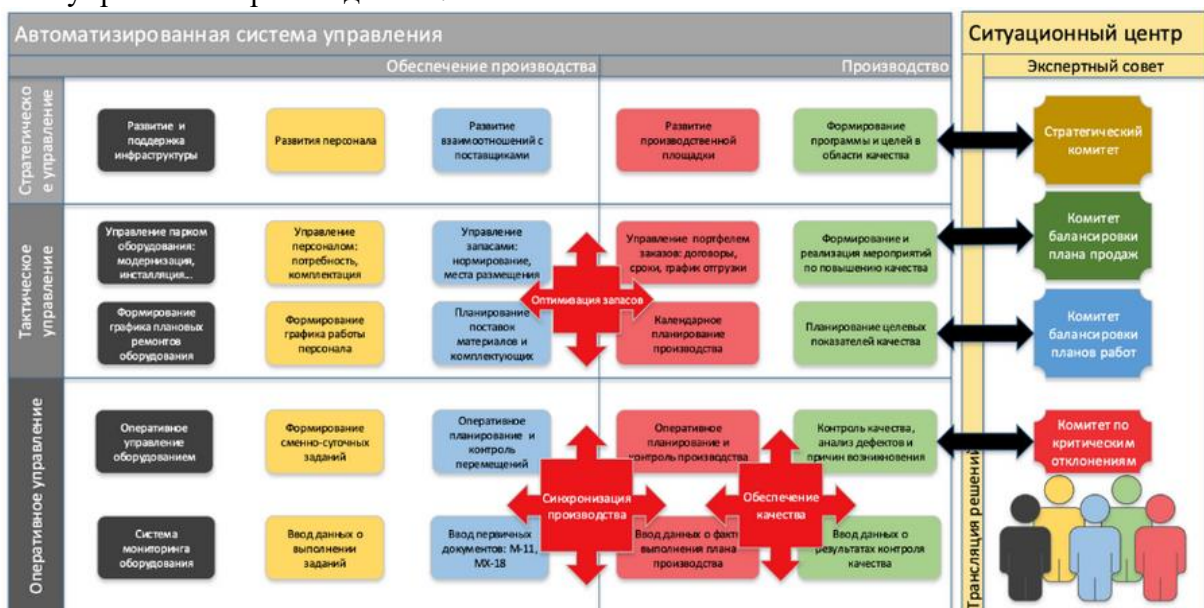 Автоматизированная система управления
Ситуационный центр
Обеспечение производства
Производство
Экспертный совет
Стратегическо
е управление
Развитие и
поддержка
инфраструктуры
Развития персонала
Развитие
взаимоотношений с
поставщиками
Развитие
производственной
площадки
Формирование
программы и целей в
области качества
Стратегический
комитет
Тактическое
управление
Управление парком
оборудования:
модернизация,
инсталляция...
Управление
персоналом:
потребность,
комплектация
Управление
запасами:
нормирование,
места размещения
Управление портфелем
заказов: договоры,
сроки, график отгрузки
Формирование и
реализация мероприятий
по повышению качества
Комитет
балансировки
плана продаж
Оптимивация запасов
Формирование
графика плановых
ремонтов
оборудования
Формирование
графика работы
персонала
Планирование
поставок
материалов и
комплектующих
Календарное
планирование
производства
Планирование целевых
показателей качества
Комитет
балансировки
планов работ
Оперативное управление
Оперативное
управление
оборудованием
Формирование
сменно-суточных
заданий
Оперативное
планирование и
контроль
перемещений
Оперативное
планирование и
контроль производства
Контроль качества,
анализ дефектов и
причин возникновения
Комитет по
критическим
отклонениям
Синхронизация
производства
Обеспечение
качества
Система
мониторинга
оборудования
Ввод данных о
выполнении
заданий
Ввод первичных
документов: М-11,
МХ-18
Ввод данных о
выполнения плана
производства
Ввод данных о
результатах контроля
качества
Трансляция решений